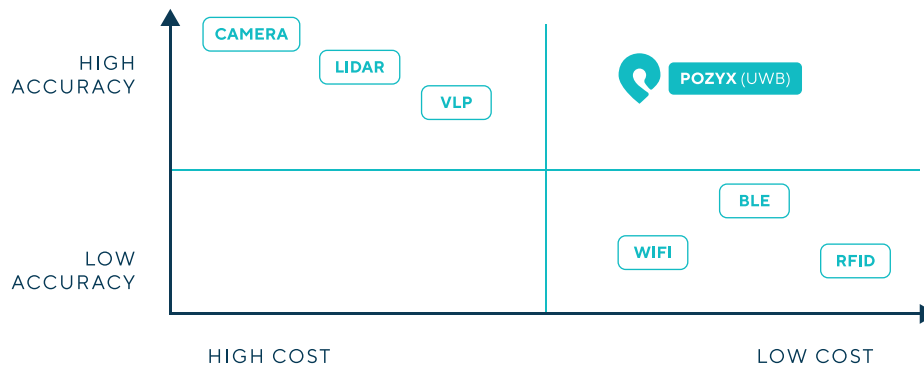 CAMERA
HIGH
ACCURACY
LIDAR
POZYX (UWB)
VLP
BLE
LOW
ACCURACY
WIFI
RFID
HIGH COST
LOW COST